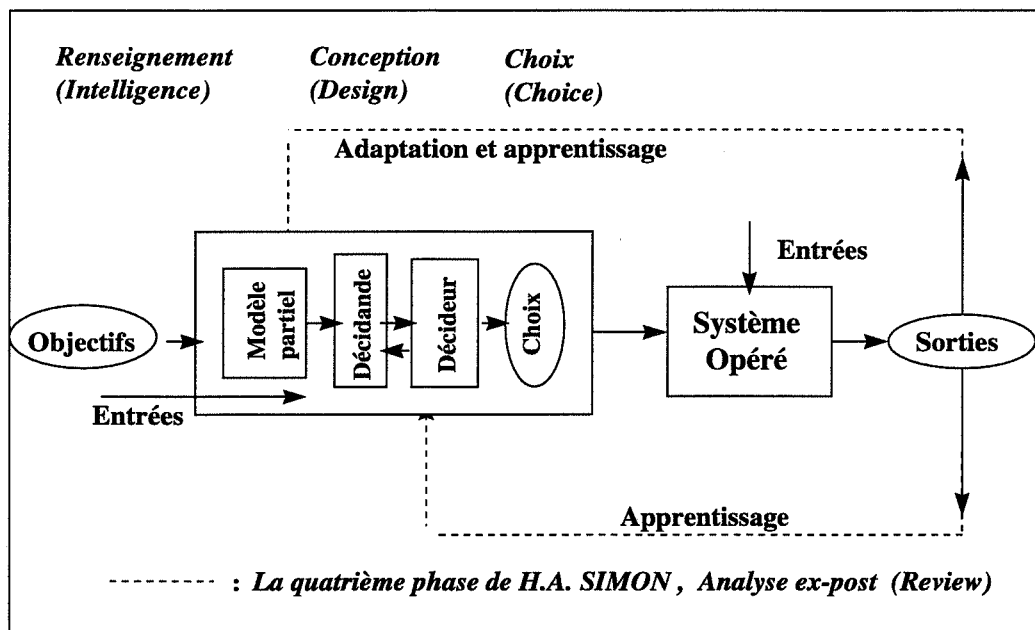 Renseignement Conception Choix
(Intelligence) (Design) (Choice)
Adaptation et apprentissage
Entrées
Objectifs
Modèle
partiel
Décidande
Décideur
Choix
Système
Opéré
Sorties
Entrées
Apprentissage
: La quatrième phase de H.A. SIMON , Analyse ex-post (Review)